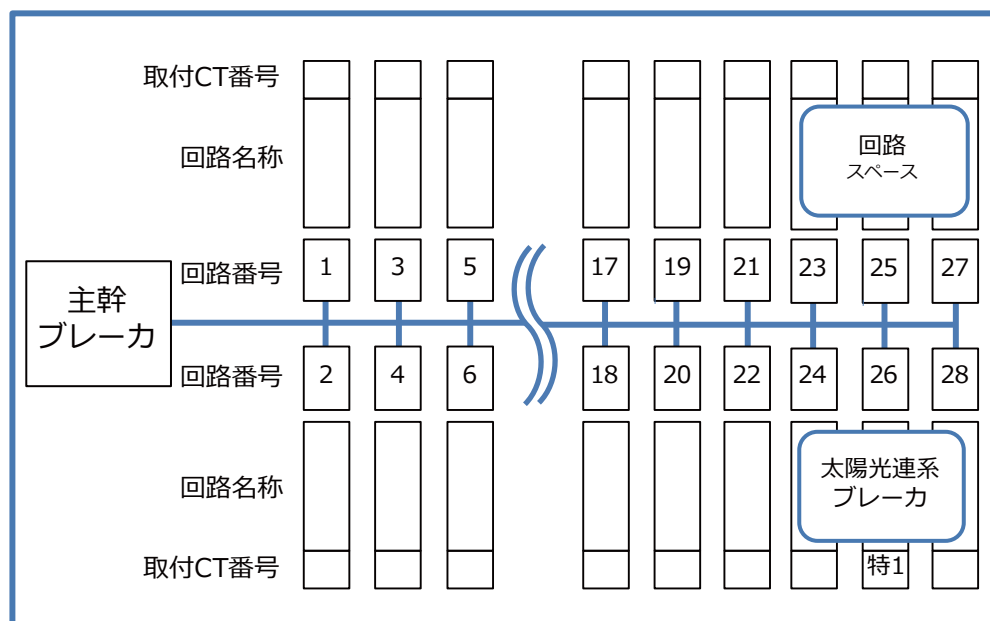 取付CT番号
回路名称
回路
スペース
回路番号
1 3 5 17 19 21 23 25 27
主幹
ブレーカ
回路番号
2 4 6 18 20 22 24 26 28
回路名称
太陽光連系
ブレーカ
取付CT番号
特1